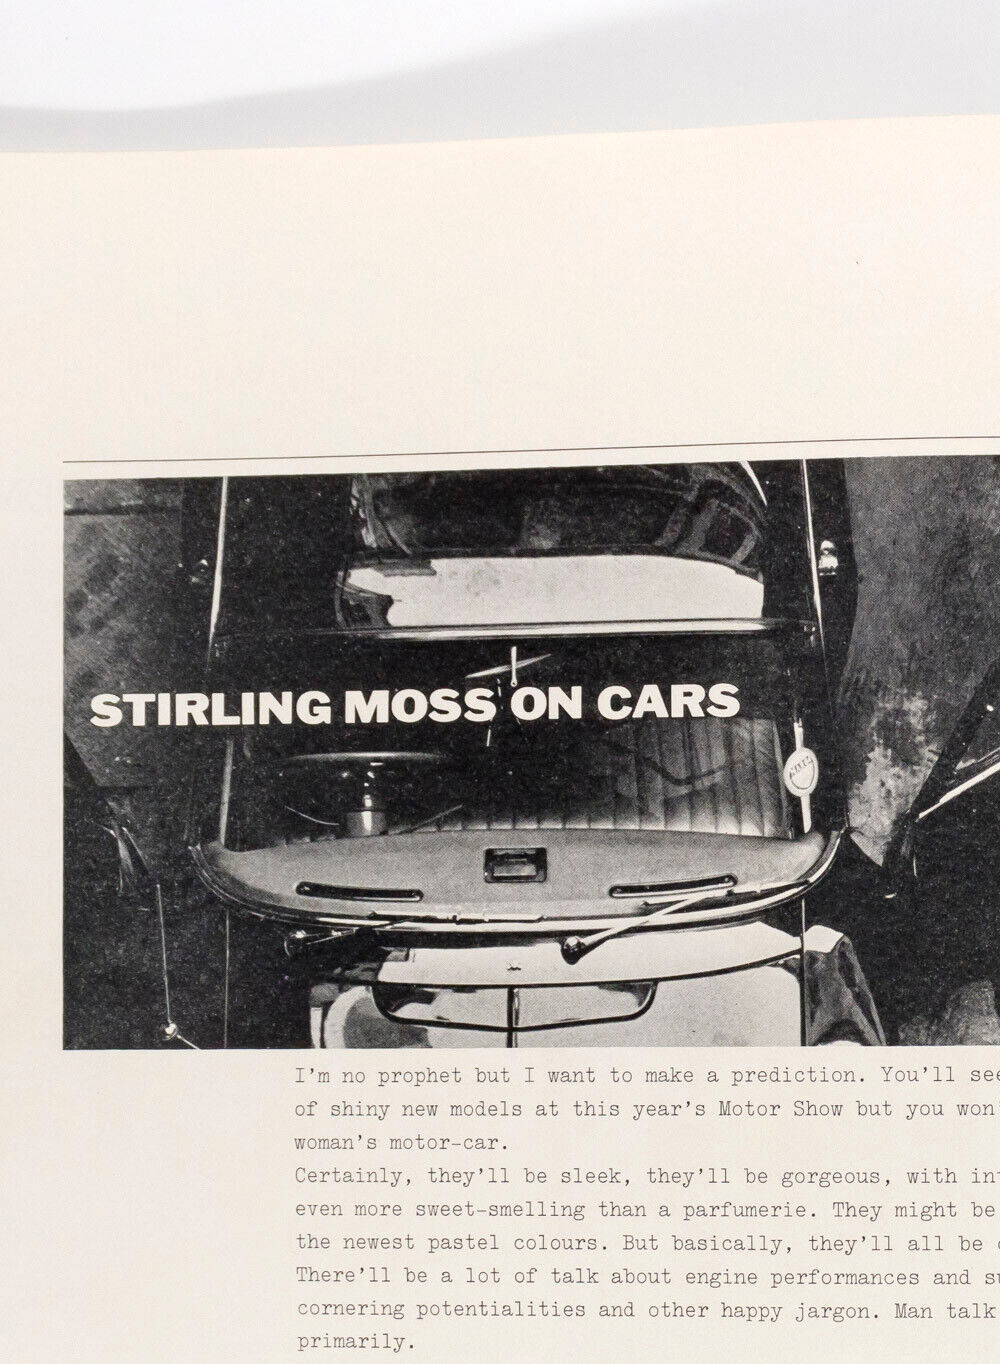 STIRLING MOSS ON CARS
I'm no prophet but I want to make a prediction. You'll see
of shiny new models at this year's Motor Show but you won'
woman's motor-car.
Certainly, they'll be sleek, they'll be gorgeous, with
even more sweet-smelling than a parfumerie. They might be
the newest pastel colours. But basically, they'll all be
There'll be a lot of talk about engine performances and
cornering potentialities and other happy jargon. Man talk
primarily.